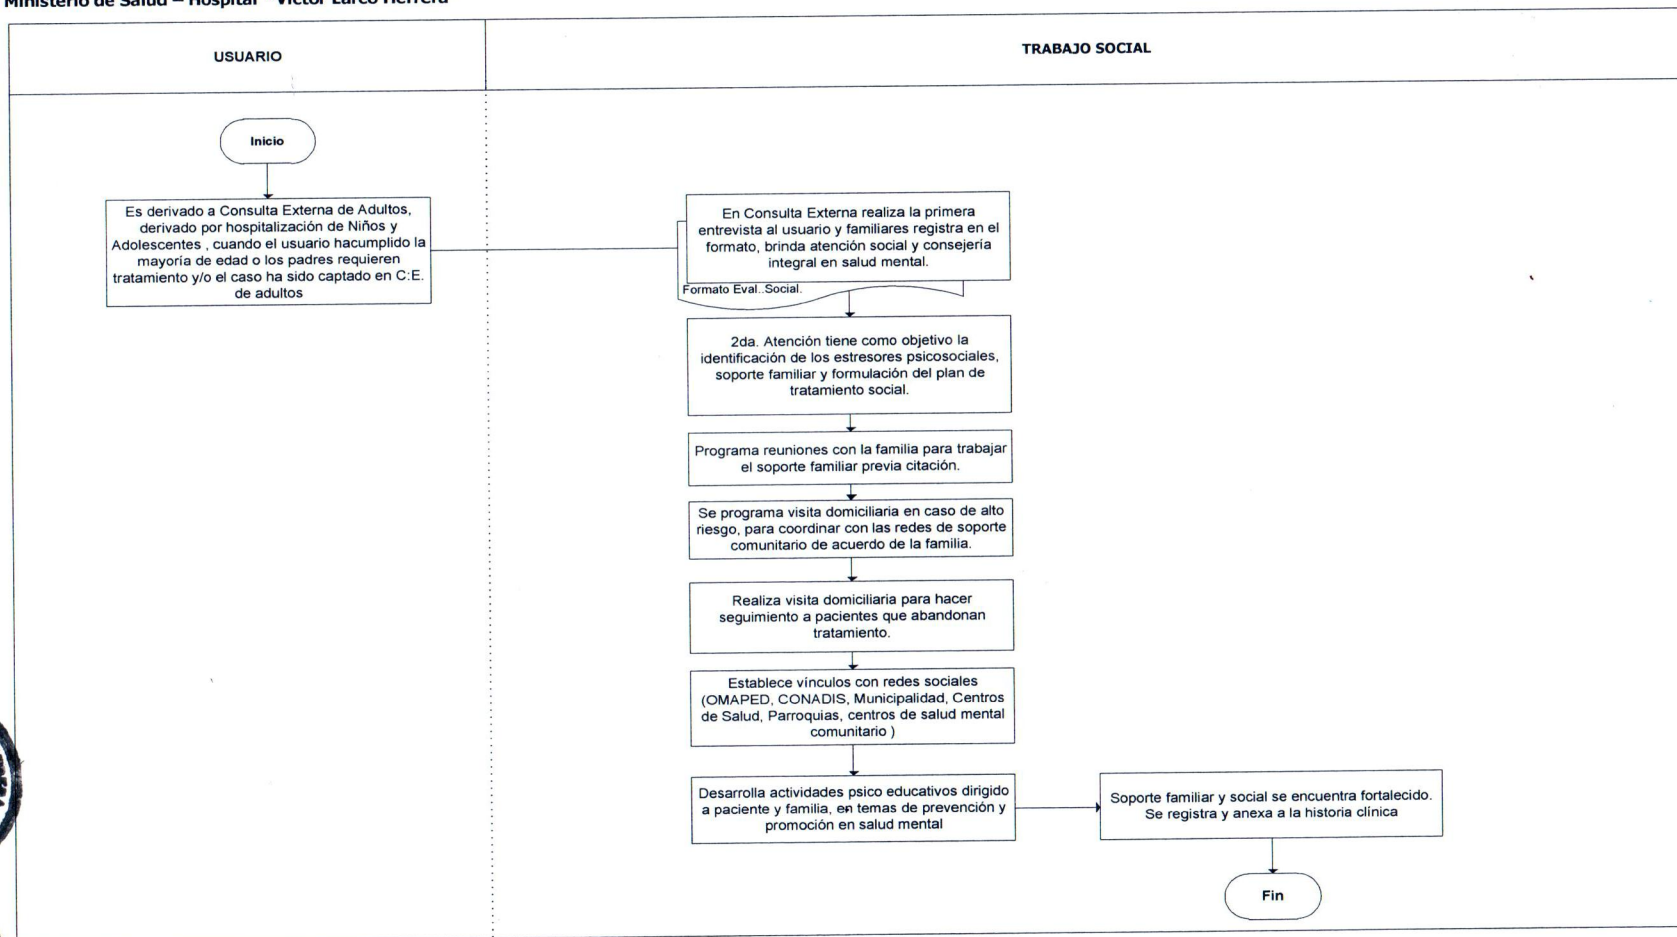 Ministerio de Salud – Hospital "Víctor Larco Herrera"
USUARIO
TRABAJO SOCIAL
Inicio
Es derivado a Consulta Externa de Adultos,
derivado por hospitalización de Niños y
Adolescentes , cuando el usuario hacumplido la
mayoría de edad o los padres requieren
tratamiento y/o el caso ha sido captado en C:E.
de adultos
En Consulta Externa realiza la primera
entrevista al usuario y familiares registra en el
formato, brinda atención social y consejería
integral en salud mental.
Formato Eval..Social.
2da. Atención tiene como objetivo la
identificación de los estresores psicosociales,
soporte familiar y formulación del plan de
tratamiento social.
Programa reuniones con la familia para trabajar
el soporte familiar previa citación.
Se programa visita domiciliaria en caso de alto
riesgo, para coordinar con las redes de soporte
comunitario de acuerdo de la familia.
Realiza visita domiciliaria para hacer
seguimiento a pacientes que abandonan
tratamiento.
Establece vínculos con redes sociales
(OMAPED, CONADIS, Municipalidad, Centros
de Salud, Parroquias, centros de salud mental
comunitario )
Desarrolla actividades psico educativos dirigido
a paciente y familia, en temas de prevención y
promoción en salud mental
Soporte familiar y social se encuentra fortalecido.
Se registra y anexa a la historia clínica
Fin